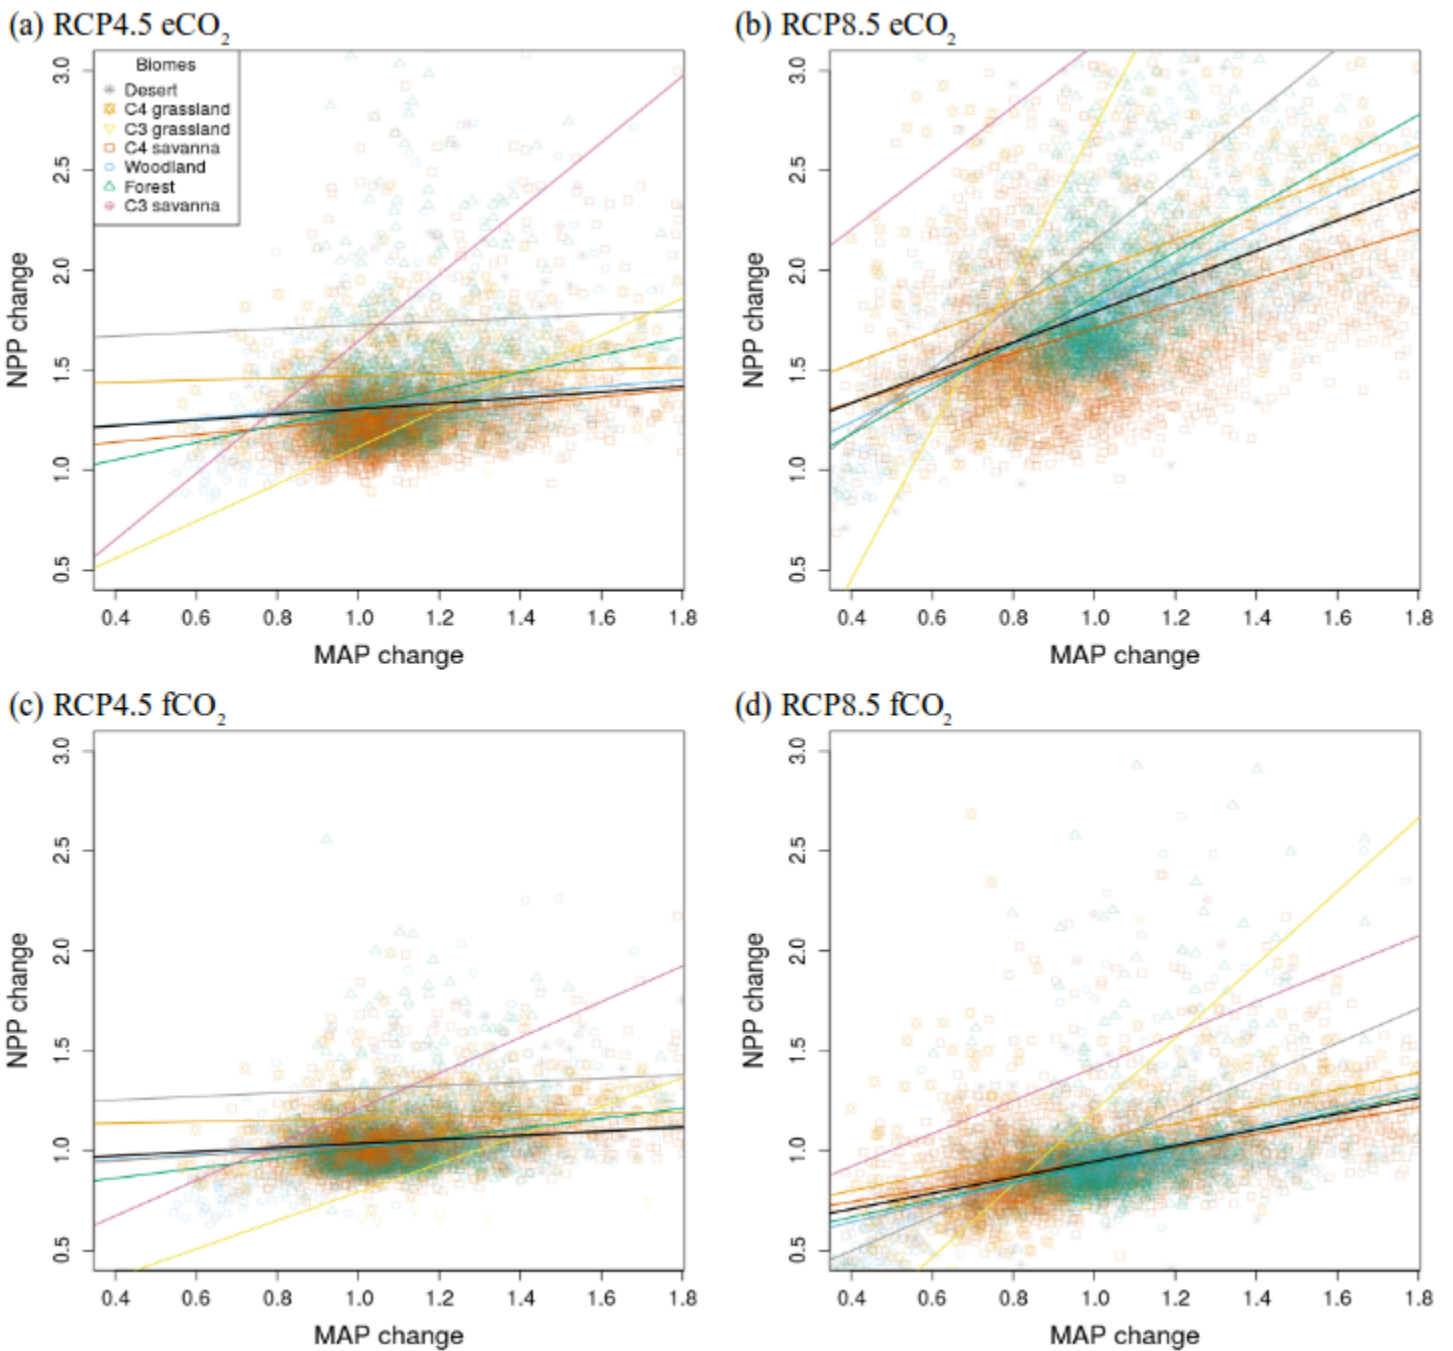 (a) RCP4.5 eCO2
Biomes
Desert
C4 grassland
C3 grassland
C4 savanna
Woodland
Forest
C3 savanna
NPP change
3.0
2.5
2.0
1.5
1.0
0.5
0.4 0.6 0.8 1.0 1.2 1.4 1.6 1.8
MAP change
(b) RCP8.5 eCO2
NPP change
3.0
2.5
2.0
1.5
1.0
0.5
0.4 0.6 0.8 1.0 1.2 1.4 1.6 1.8
MAP change
(c) RCP4.5 fCO2
NPP change
3.0
2.5
2.0
1.5
1.0
0.5
0.4 0.6 0.8 1.0 1.2 1.4 1.6 1.8
MAP change
(d) RCP8.5 fCO2
NPP change
3.0
2.5
2.0
1.5
1.0
0.5
0.4 0.6 0.8 1.0 1.2 1.4 1.6 1.8
MAP change